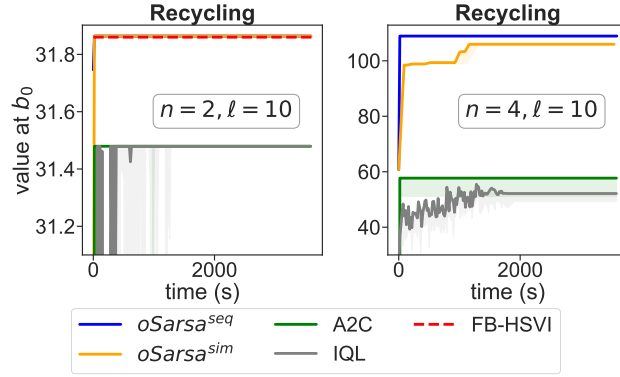 Recycling
Recycling
value at b₀
31.8
31.6
31.4
31.2
n = 2, ℓ = 10
0
2000
time (s)
100
80
60
40
n = 4, ℓ = 10
0
2000
time (s)
oSarsa^seq
A2C
FB-HSVI
oSarsa^sim
IQL